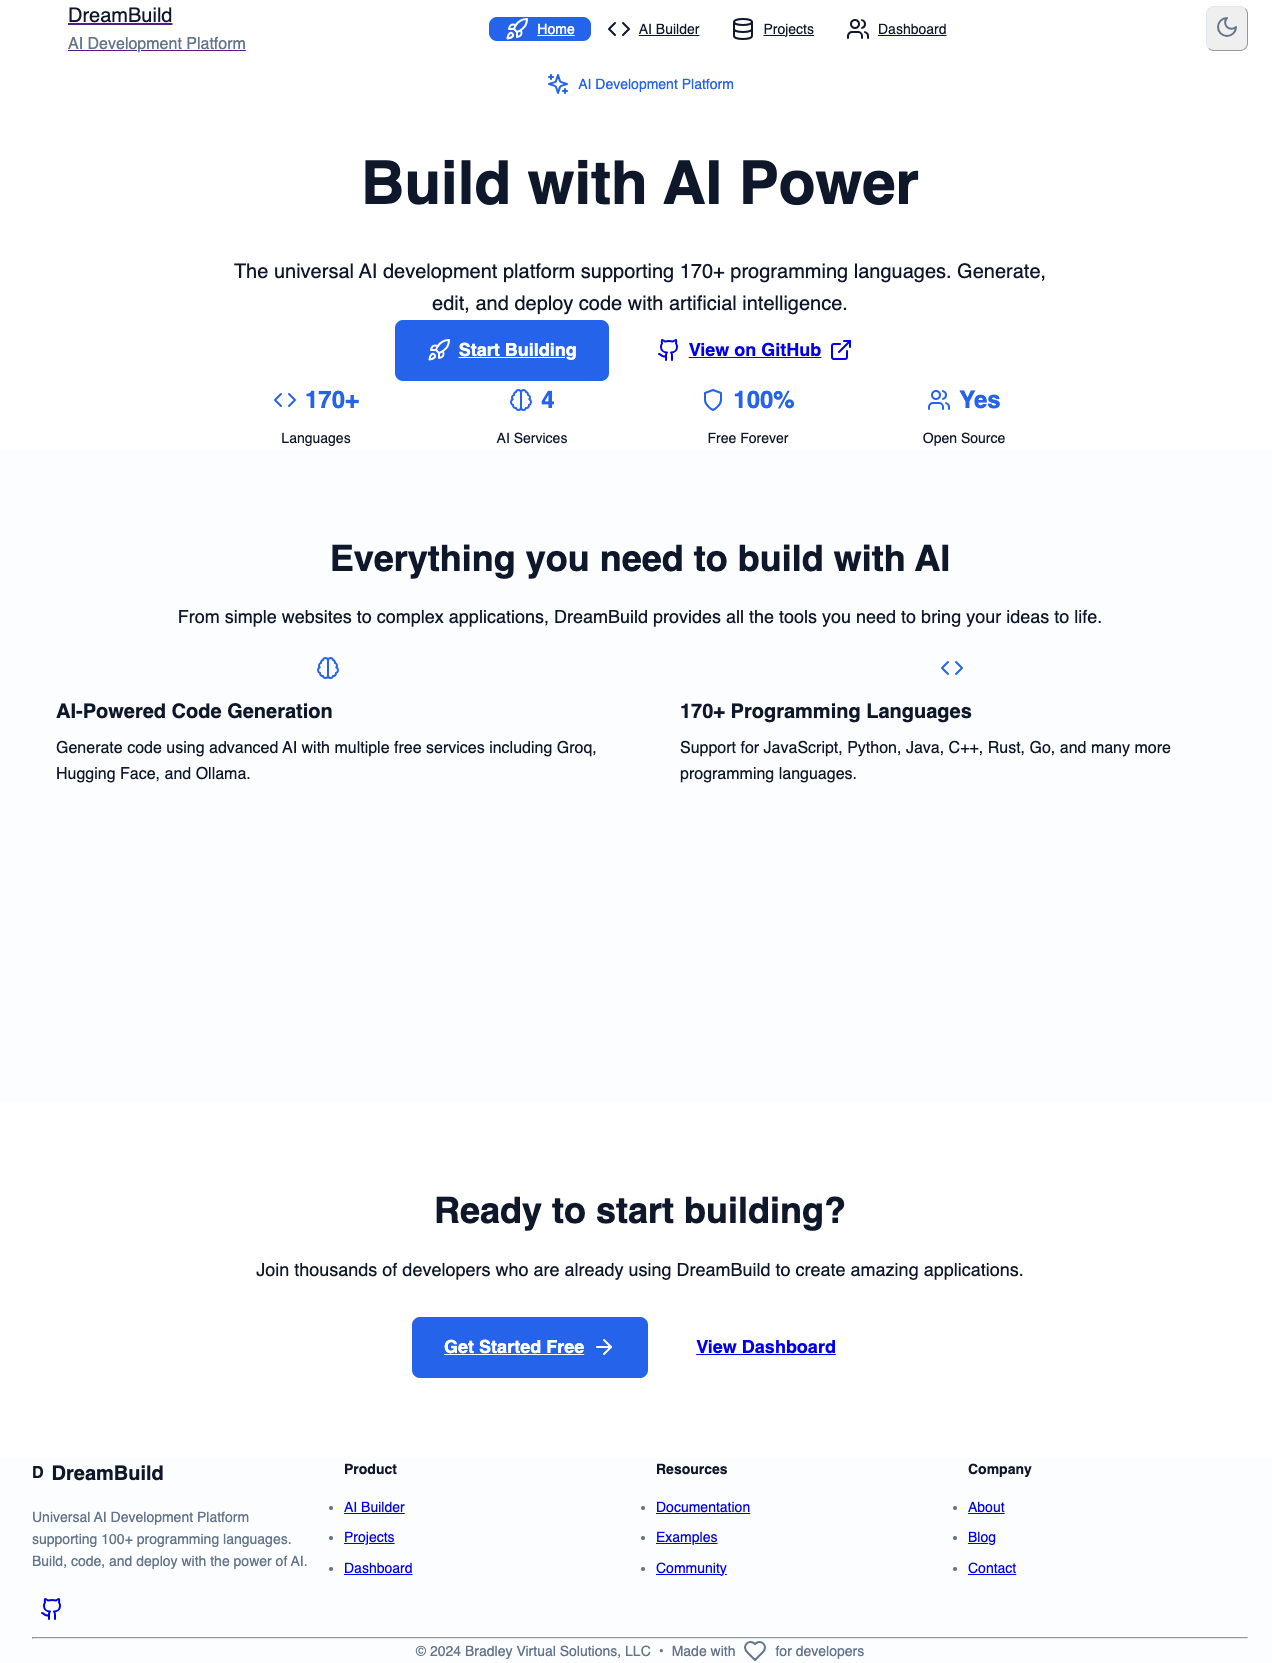 DreamBuild
AI Development Platform
Home
AI Builder
Projects
Dashboard
AI Development Platform
Build with AI Power
The universal AI development platform supporting 170+ programming languages. Generate,
edit, and deploy code with artificial intelligence.
Start Building
View on GitHub
170+
Languages
4
AI Services
100%
Free Forever
Yes
Open Source
Everything you need to build with AI
From simple websites to complex applications, DreamBuild provides all the tools you need to bring your ideas to life.
AI-Powered Code Generation
Generate code using advanced AI with multiple free services including Groq,
Hugging Face, and Ollama.
170+ Programming Languages
Support for JavaScript, Python, Java, C++, Rust, Go, and many more
programming languages.
Ready to start building?
Join thousands of developers who are already using DreamBuild to create amazing applications.
Get Started Free
View Dashboard
D DreamBuild
Universal AI Development Platform
supporting 100+ programming languages.
Build, code, and deploy with the power of AI.
Product
• AI Builder
• Projects
• Dashboard
Resources
• Documentation
• Examples
• Community
Company
• About
• Blog
• Contact
© 2024 Bradley Virtual Solutions, LLC • Made with for developers